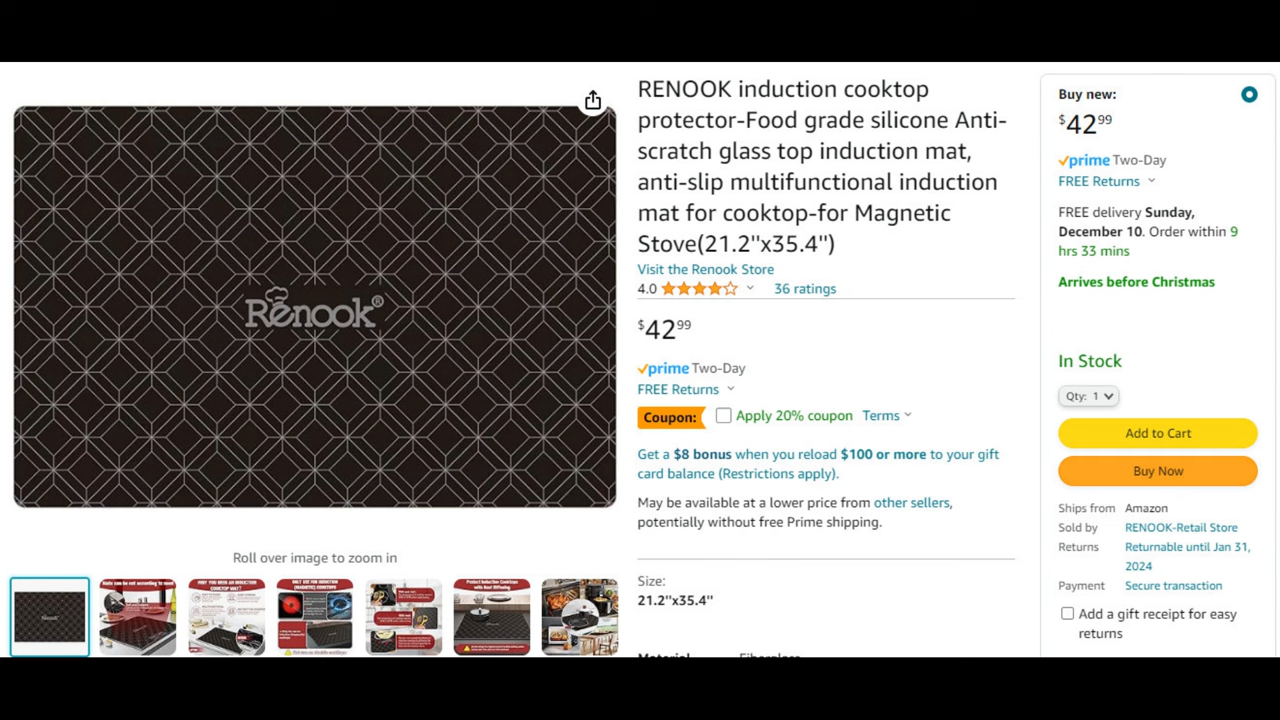 Renook®
Roll over image to zoom in
RENOOK induction cooktop
protector-Food grade silicone Anti-
scratch glass top induction mat,
anti-slip multifunctional induction
mat for cooktop-for Magnetic
Stove(21.2''x35.4'')
Visit the Renook Store
4.0 36 ratings
$42 99
prime Two-Day
FREE Returns
Coupon: Apply 20% coupon Terms
Get a $8 bonus when you reload $100 or more to your gift
card balance (Restrictions apply).
May be available at a lower price from other sellers,
potentially without free Prime shipping.
Size:
21.2''x35.4''
Material Fiberglass
Buy new:
$42 99
prime Two-Day
FREE Returns
FREE delivery Sunday,
December 10. Order within 9
hrs 33 mins
Arrives before Christmas
In Stock
Qty: 1
Add to Cart
Buy Now
Ships from Amazon
Sold by RENOOK-Retail Store
Returns Returnable until Jan 31,
2024
Payment Secure transaction
Add a gift receipt for easy
returns